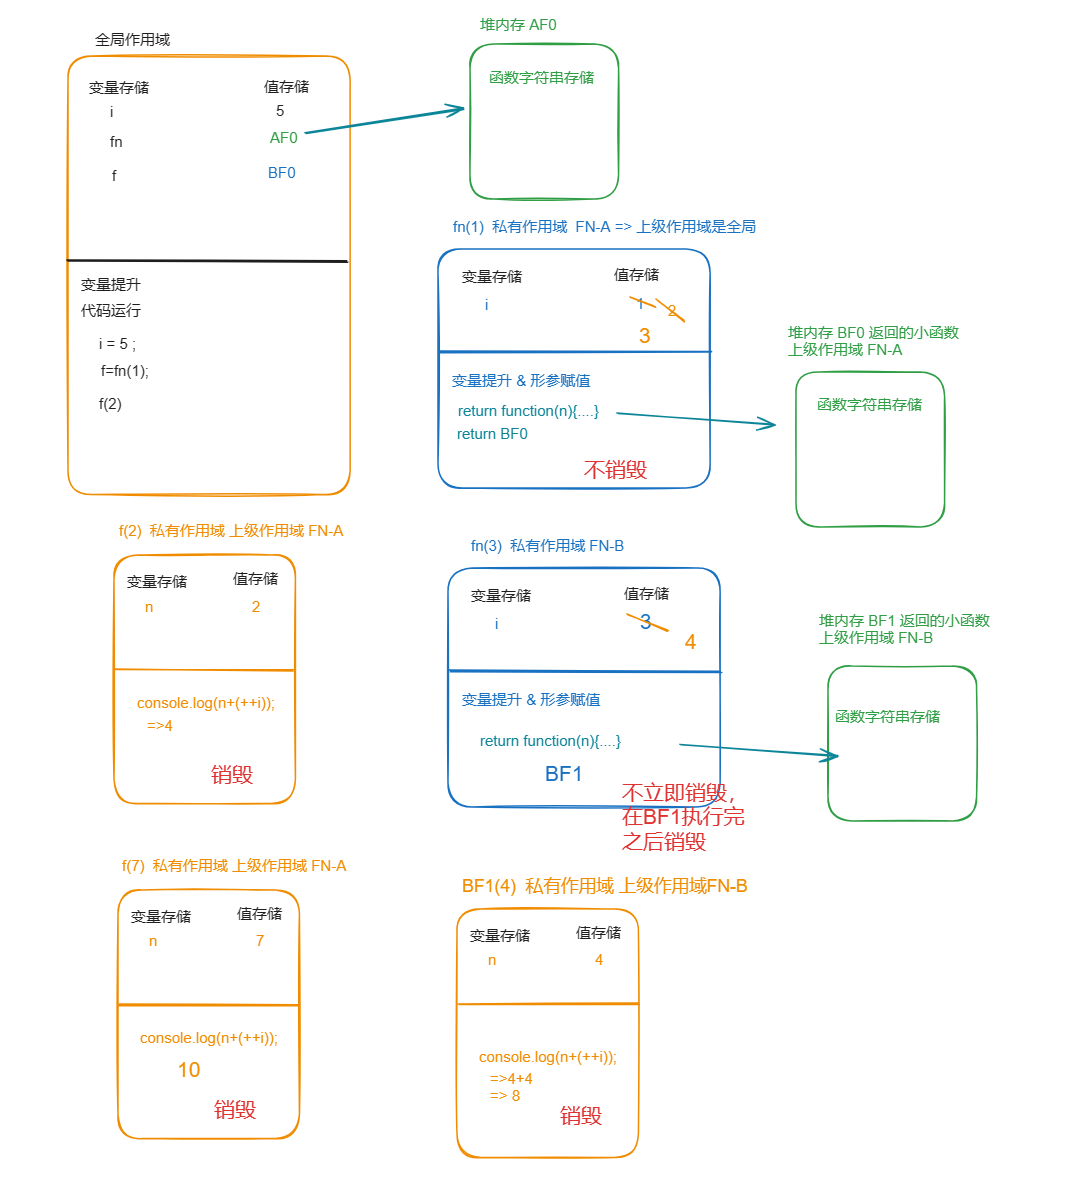 全局作用域
变量存储 值存储
i 5
fn AF0
f BF0
变量提升
代码运行
i = 5 ;
f=fn(1);
f(2)
堆内存 AF0
函数字符串存储
fn(1) 私有作用域 FN-A => 上级作用域是全局
变量存储 值存储
i 1 2
3
变量提升 & 形参赋值
return function(n){....}
return BF0
不销毁
堆内存 BF0 返回的小函数
上级作用域 FN-A
函数字符串存储
f(2) 私有作用域 上级作用域 FN-A
变量存储 值存储
n 2
console.log(n+(++i));
=>4
销毁
fn(3) 私有作用域 FN-B
变量存储 值存储
i 3
4
变量提升 & 形参赋值
return function(n){....}
BF1
不立即销毁，
在BF1执行完
之后销毁
堆内存 BF1 返回的小函数
上级作用域 FN-B
函数字符串存储
f(7) 私有作用域 上级作用域 FN-A
变量存储 值存储
n 7
console.log(n+(++i));
10
销毁
BF1(4) 私有作用域 上级作用域FN-B
变量存储 值存储
n 4
console.log(n+(++i));
=>4+4
=> 8
销毁